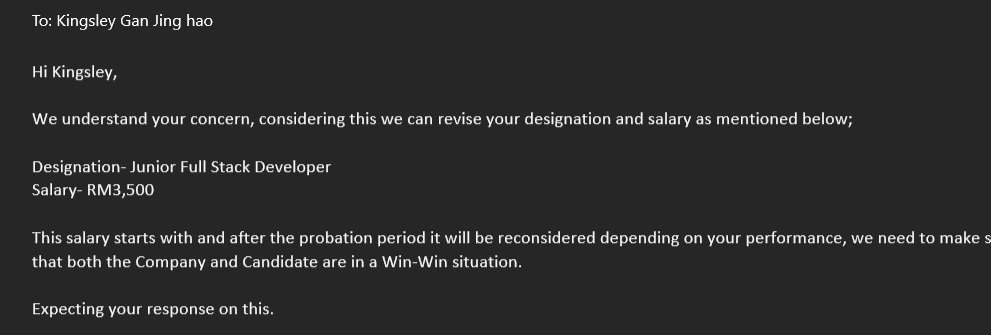 To: Kingsley Gan Jing hao
Hi Kingsley,
We understand your concern, considering this we can revise your designation and salary as mentioned below;
Designation- Junior Full Stack Developer
Salary- RM3,500
This salary starts with and after the probation period it will be reconsidered depending on your performance, we need to make
that both the Company and Candidate are in a Win-Win situation.
Expecting your response on this.